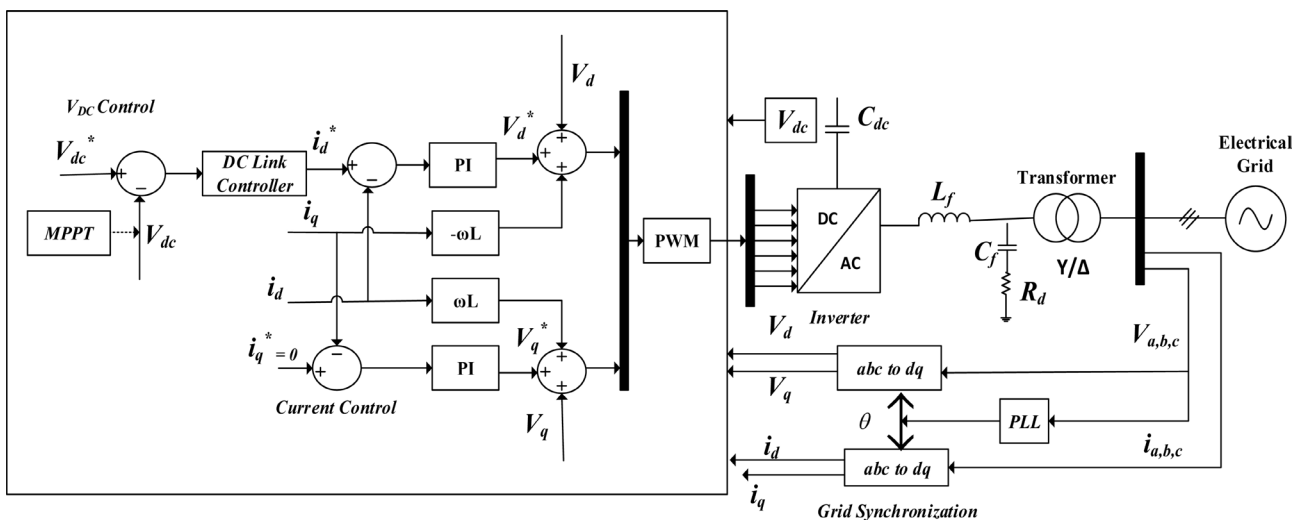 V_DC Control
V_dc^*
+
−
MPPT
V_dc
DC Link
Controller
i_d^*
+
−
PI
V_d^*
V_d
+
+
+
i_q
-ωL
i_d
ωL
i_q^* = 0
+
−
Current Control
PI
V_q^*
+
+
+
V_q
PWM
V_dc
C_dc
DC
AC
Inverter
L_f
C_f
R_d
Transformer
Y/Δ
Electrical
Grid
V_a,b,c
i_a,b,c
V_d
V_q
abc to dq
θ
PLL
i_d
i_q
abc to dq
Grid Synchronization